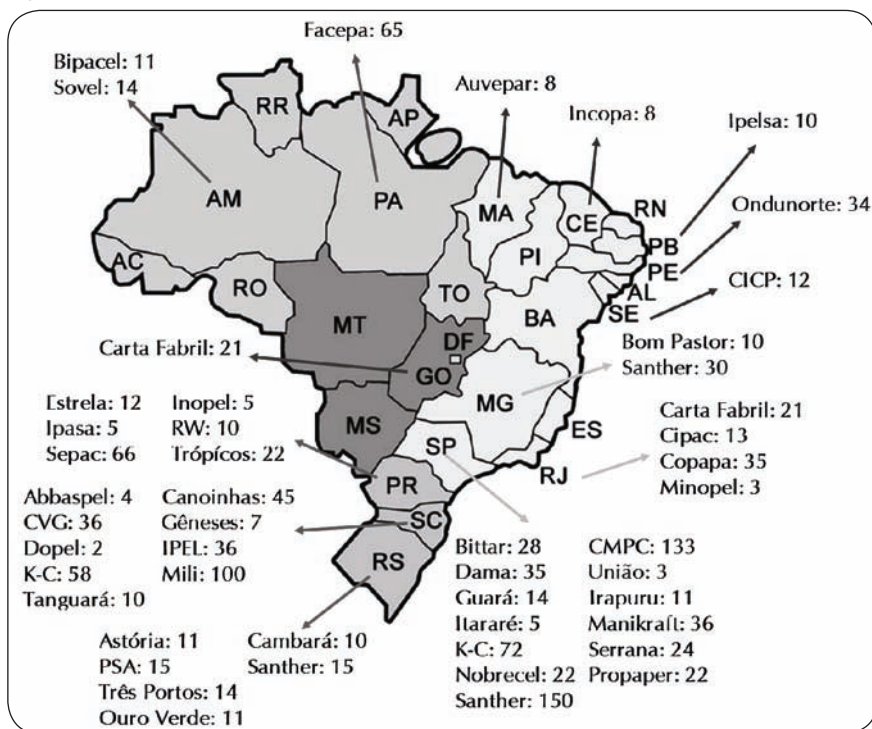 Facepa: 65
Bipacel: 11
Sovel: 14
Auvepar: 8
Incopa: 8
Ipelsa: 10
Ondunorte: 34
CICP: 12
RR
AP
AM
PA
MA
CE
RN
PI
PB
PE
AL
SE
AC
RO
TO
BA
MT
DF
GO
Carta Fabril: 21
Bom Pastor: 10
Santher: 30
MG
ES
MS
SP
RJ
Carta Fabril: 21
Cipac: 13
Copapa: 35
Minopel: 3
Estrela: 12 Inopel: 5
Ipasa: 5 RW: 10
Sepac: 66 Trópícos: 22
PR
Abbaspel: 4 Canoinhas: 45
CVG: 36 Gêneses: 7
Dopel: 2 IPEL: 36
K-C: 58 Mili: 100
Tanguará: 10
SC
RS
Bittar: 28 CMPC: 133
Dama: 35 União: 3
Guará: 14 Irapuru: 11
Itararé: 5 Manikraft: 36
K-C: 72 Serrana: 24
Nobrecel: 22 Propaper: 22
Santher: 150
Astória: 11 Cambará: 10
PSA: 15 Santher: 15
Três Portos: 14
Ouro Verde: 11